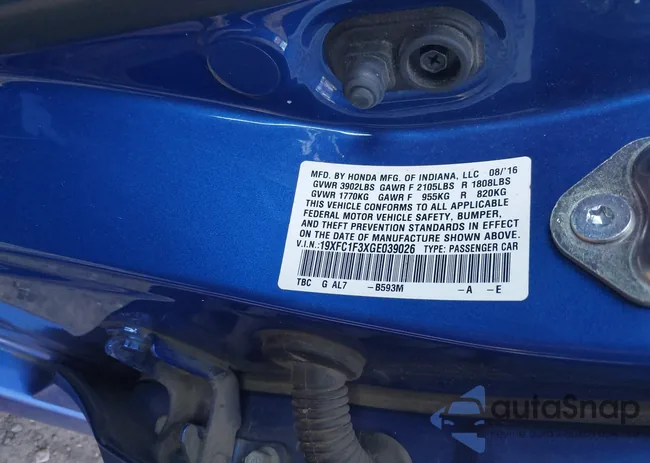 MFD. BY HONDA MFG. OF INDIANA, LLC 08/'16
GVWR 3902LBS GAWR F 2105LBS R 1808LBS
GVWR 1770KG GAWR F 955KG R 820KG
THIS VEHICLE CONFORMS TO ALL APPLICABLE
FEDERAL MOTOR VEHICLE SAFETY, BUMPER,
AND THEFT PREVENTION STANDARDS IN EFFECT
ON THE DATE OF MANUFACTURE SHOWN ABOVE.
V.I.N.: 19XFC1F3XGE039026 TYPE: PASSENGER CAR
TBC G AL7 -B593M -A -E
autaSnap